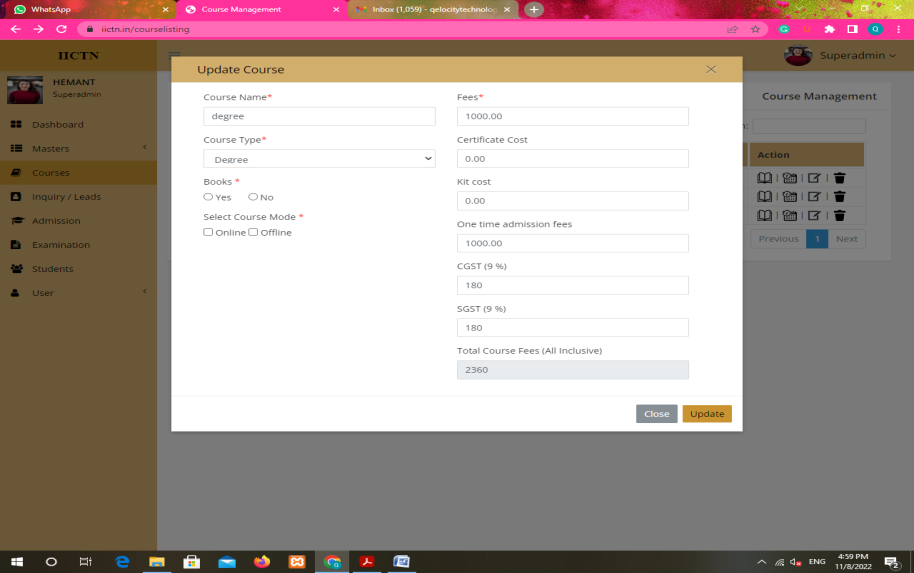 WhatsApp
Course Management
Inbox (1,059) - qelocitytechnolog
iictn.in/courselisting
IICTN
Superadmin
HEMANT
Superadmin
Dashboard
Masters
Courses
Inquiry / Leads
Admission
Examination
Students
User
Update Course
Course Name*
degree
Course Type*
Degree
Books *
Yes No
Select Course Mode *
Online Offline
Fees*
1000.00
Certificate Cost
0.00
Kit cost
0.00
One time admission fees
1000.00
CGST (9 %)
180
SGST (9 %)
180
Total Course Fees (All Inclusive)
2360
Close Update
Course Management
Action
Previous 1 Next
ENG
4:59 PM
11/8/2022